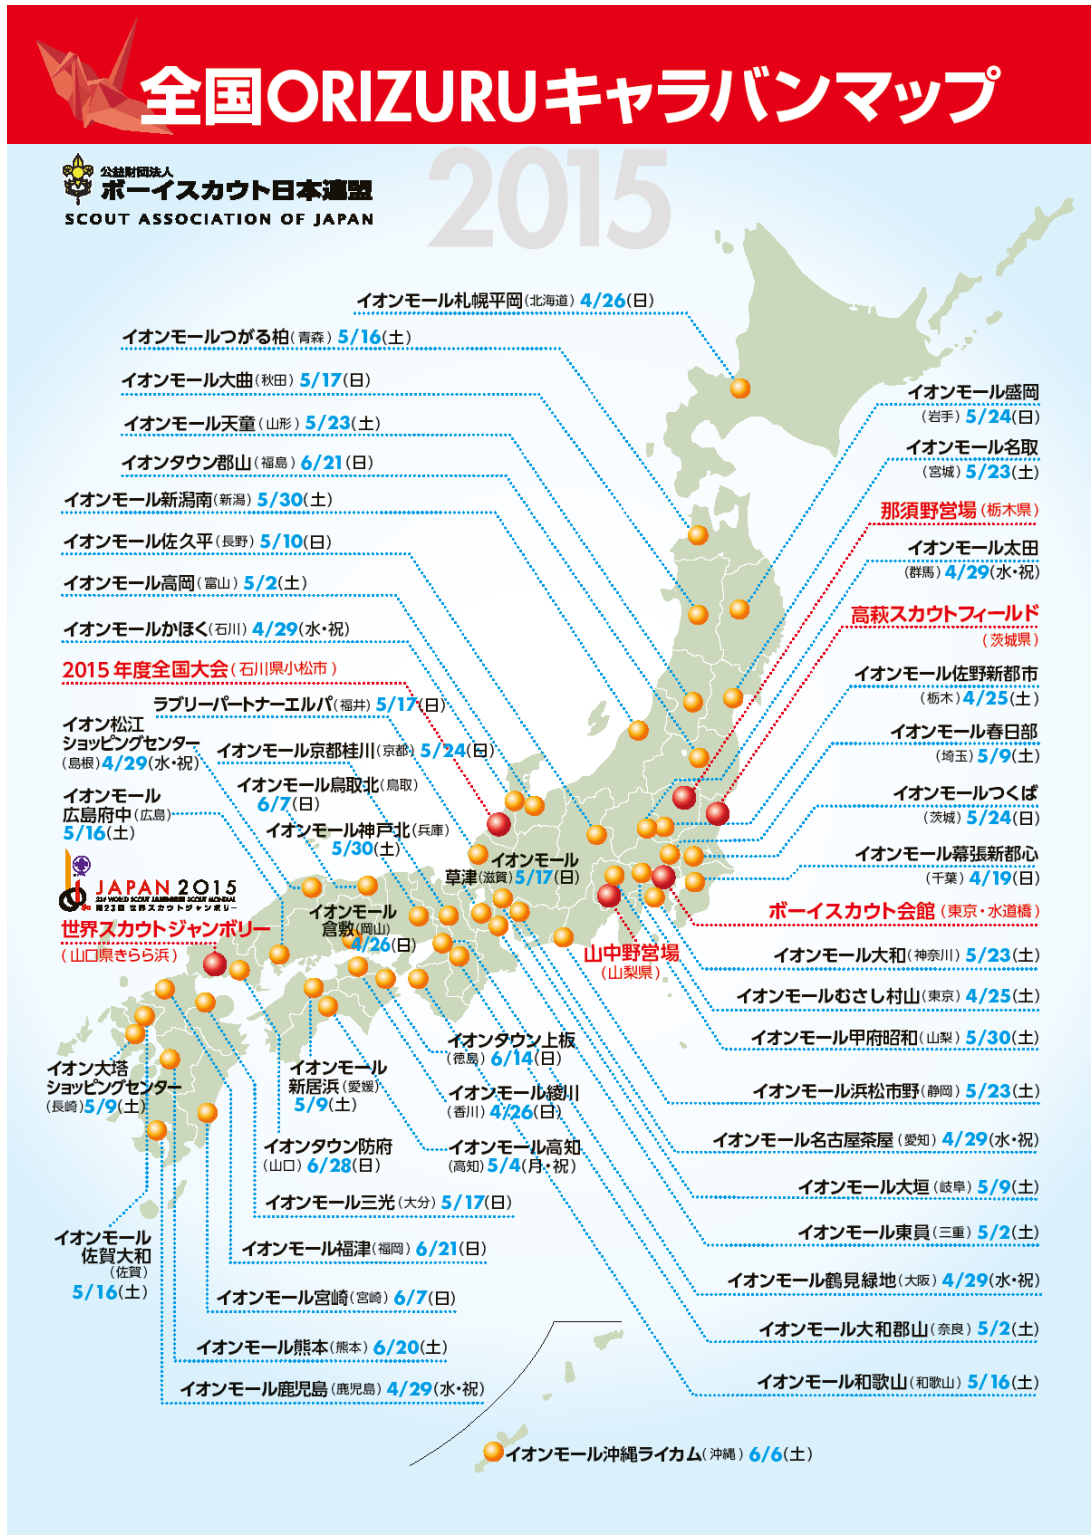 全国ORIZURUキャラバンマップ
2015
公益財団法人
ボーイスカウト日本連盟
SCOUT ASSOCIATION OF JAPAN
イオンモール札幌平岡(北海道) 4/26(日)
イオンモールつがる柏(青森) 5/16(土)
イオンモール大曲(秋田) 5/17(日)
イオンモール天童(山形) 5/23(土)
イオンタウン郡山(福島) 6/21(日)
イオンモール新潟南(新潟) 5/30(土)
イオンモール佐久平(長野) 5/10(日)
イオンモール高岡(富山) 5/2(土)
イオンモールかほく(石川) 4/29(水・祝)
2015年度全国大会(石川県小松市)
ラブリーパートナーエルパ(福井) 5/17(日)
イオン松江
ショッピングセンター
(島根) 4/29(水・祝)
イオンモール京都桂川(京都) 5/24(日)
イオンモール鳥取北(鳥取)
6/7(日)
イオンモール
広島府中(広島)
5/16(土)
イオンモール神戸北(兵庫)
5/30(土)
イオンモール
草津(滋賀) 5/17(日)
イオンモール
倉敷(岡山)
4/26(日)
JAPAN 2015
23rd WORLD SCOUT JAMBOREE
第23回 世界スカウトジャンボリー
世界スカウトジャンボリー
(山口県きらら浜)
イオンモール盛岡
(岩手) 5/24(日)
イオンモール名取
(宮城) 5/23(土)
那須野営場(栃木県)
イオンモール太田
(群馬) 4/29(水・祝)
高萩スカウトフィールド
(茨城県)
イオンモール佐野新都市
(栃木) 4/25(土)
イオンモール春日部
(埼玉) 5/9(土)
イオンモールつくば
(茨城) 5/24(日)
イオンモール幕張新都心
(千葉) 4/19(日)
ボーイスカウト会館(東京・水道橋)
山中野営場
(山梨県)
イオンモール大和(神奈川) 5/23(土)
イオンモールむさし村山(東京) 4/25(土)
イオンモール甲府昭和(山梨) 5/30(土)
イオンモール浜松市野(静岡) 5/23(土)
イオンモール名古屋茶屋(愛知) 4/29(水・祝)
イオンモール大垣(岐阜) 5/9(土)
イオンモール東員(三重) 5/2(土)
イオンモール鶴見緑地(大阪) 4/29(水・祝)
イオンモール大和郡山(奈良) 5/2(土)
イオンモール和歌山(和歌山) 5/16(土)
イオンタウン上板
(徳島) 6/14(日)
イオンモール綾川
(香川) 4/26(日)
イオンモール高知
(高知) 5/4(月・祝)
イオン大塔
ショッピングセンター
(長崎) 5/9(土)
イオンモール
新居浜(愛媛)
5/9(土)
イオンタウン防府
(山口) 6/28(日)
イオンモール三光(大分) 5/17(日)
イオンモール
佐賀大和
(佐賀)
5/16(土)
イオンモール福津(福岡) 6/21(日)
イオンモール宮崎(宮崎) 6/7(日)
イオンモール熊本(熊本) 6/20(土)
イオンモール鹿児島(鹿児島) 4/29(水・祝)
イオンモール沖縄ライカム(沖縄) 6/6(土)